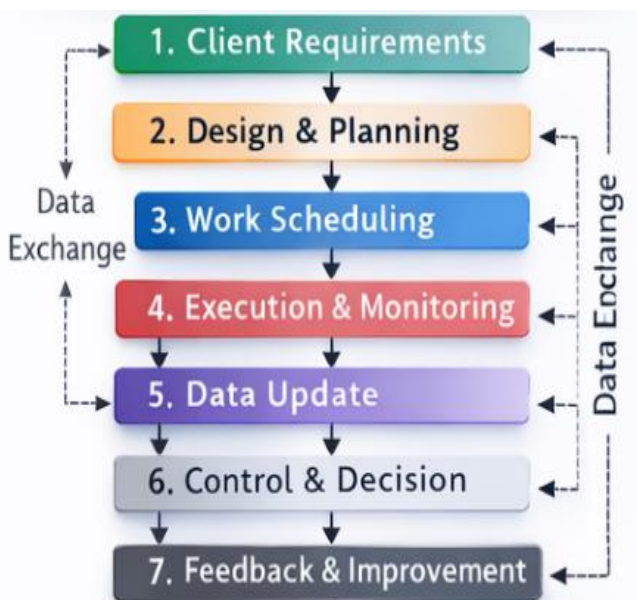 1. Client Requirements
2. Design & Planning
Data
Exchange
3. Work Scheduling
4. Execution & Monitoring
5. Data Update
6. Control & Decision
7. Feedback & Improvement
Data Enclainge